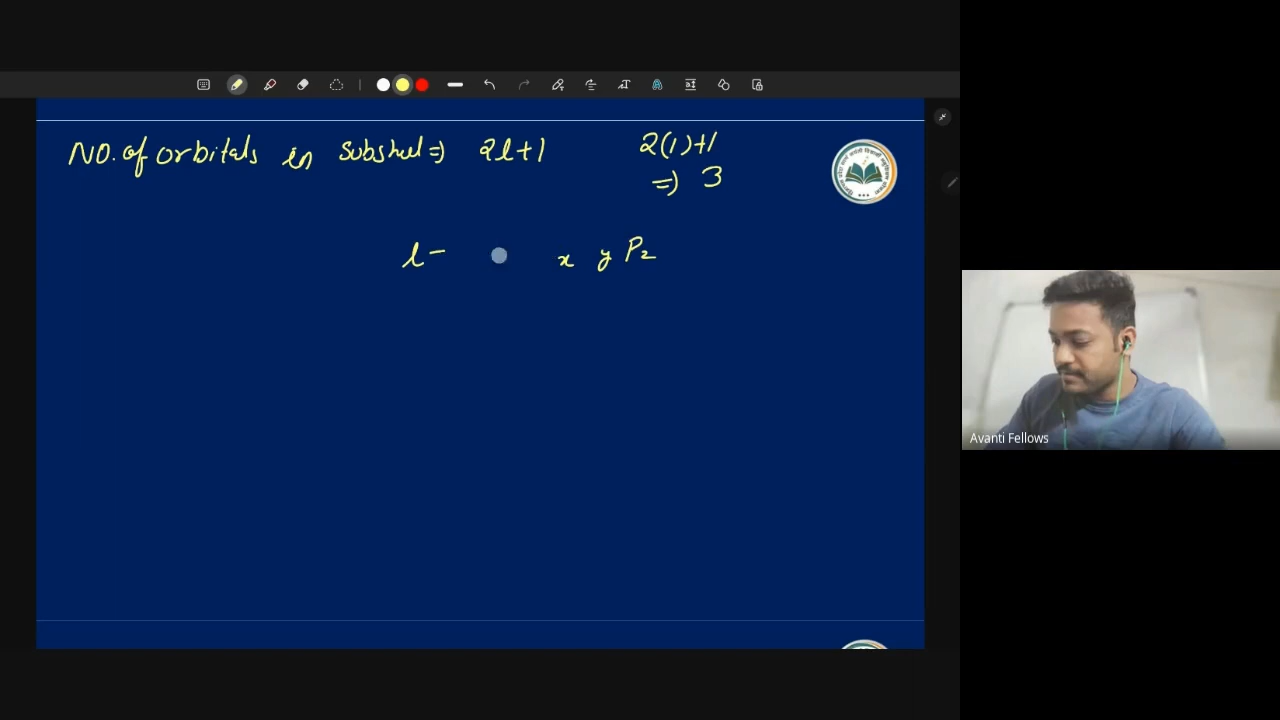 NO. of orbitals in subshel ⇒ 2l+1
2(1)+1
⇒ 3
l – x y Pz
Avanti Fellows